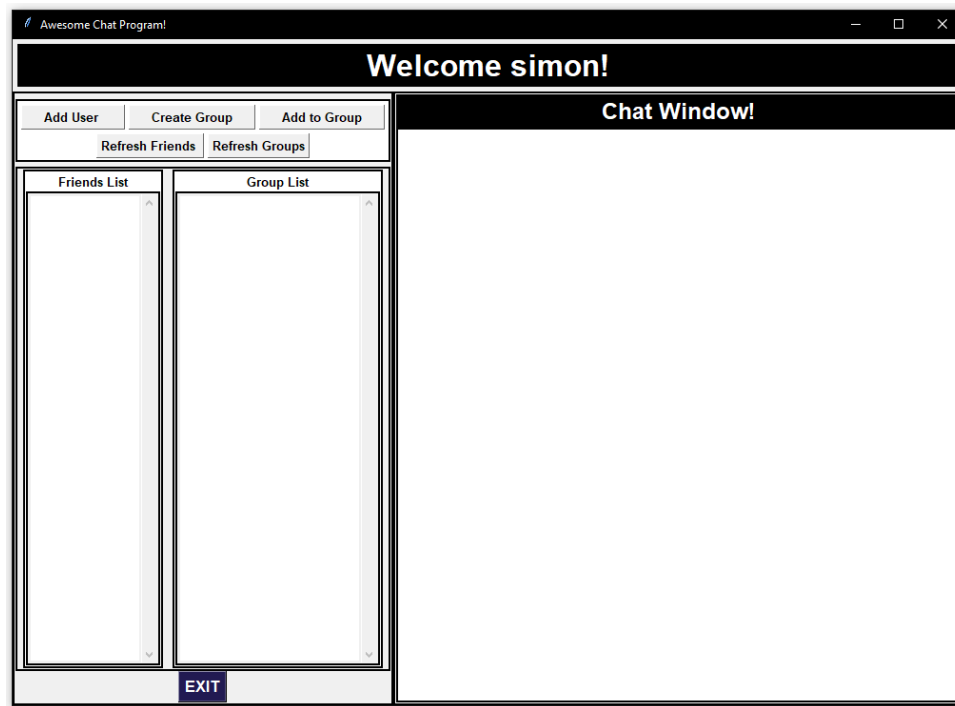 Awesome Chat Program!
Welcome simon!
Add User Create Group Add to Group
Refresh Friends Refresh Groups
Friends List Group List
EXIT
Chat Window!